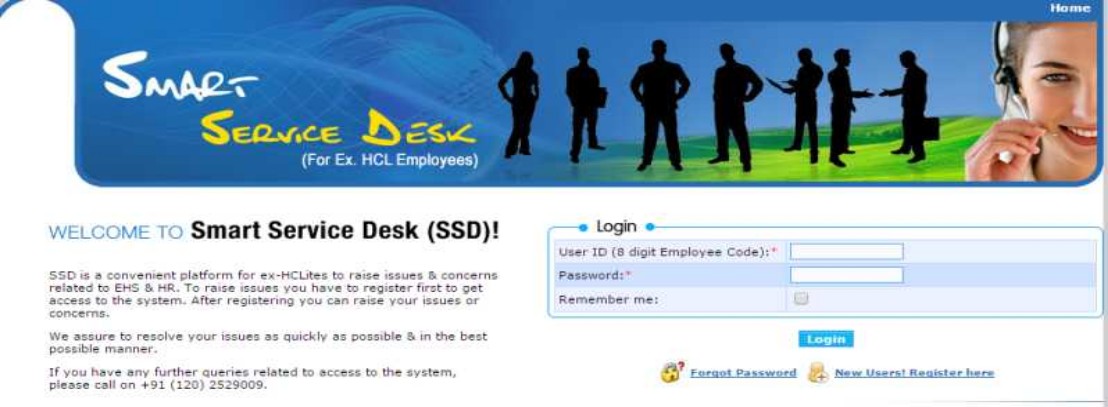 Home
SMART
SERVICE DESK
(For Ex. HCL Employees)
WELCOME TO Smart Service Desk (SSD)!
SSD is a convenient platform for ex-HCLites to raise issues & concerns
related to EHS & HR. To raise issues you have to register first to get
access to the system. After registering you can raise your issues or
concerns.
We assure to resolve your issues as quickly as possible & in the best
possible manner.
If you have any further queries related to access to the system,
please call on +91 (120) 2529009.
Login
User ID (8 digit Employee Code):*
Password:*
Remember me:
Login
Forgot Password New Users! Register here